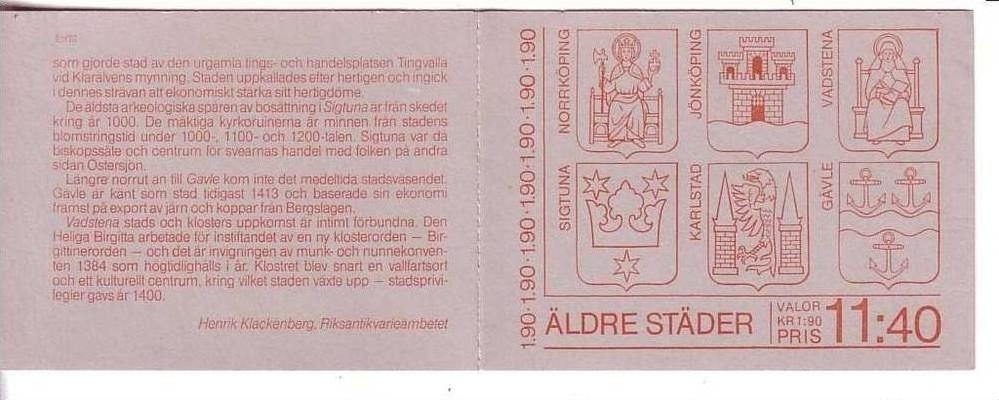 forts
som gjorde stad av den urgamla tings- och handelsplatsen Tingvalla
vid Klarälvens mynning. Staden uppkallades efter hertigen och ingick
i dennes strävan att ekonomiskt stärka sitt hertigdöme.
De äldsta arkeologiska spåren av bosättning i Sigtuna är från skedet
kring år 1000. De mäktiga kyrkoruinerna är minnen från stadens
blomstringstid under 1000-, 1100- och 1200-talen. Sigtuna var då
biskopssäte och centrum för svearnas handel med folken på andra
sidan Östersjön.
Längre norrut än till Gävle kom inte det medeltida stadsväsendet.
Gävle är känt som stad tidigast 1413 och baserade sin ekonomi
främst på export av järn och koppar från Bergslagen.
Vadstena stads och klosters uppkomst är intimt förbundna. Den
Heliga Birgitta arbetade för instiftandet av en ny klosterorden – Bir-
gittinerorden – och det är invigningen av munk- och nunnekonven-
ten 1384 som högtidlighålls i år. Klostret blev snart en vallfartsort
och ett kulturellt centrum, kring vilket staden växte upp – stadsprivi-
legier gavs år 1400.
Henrik Klackenberg, Riksantikvarieämbetet
1.90·1.90·1.90·1.90·1.90·1.90
NORRKÖPING
JÖNKÖPING
VADSTENA
SIGTUNA
KARLSTAD
GÄVLE
ÄLDRE STÄDER
VALÖR
KR 1:90
PRIS 11:40